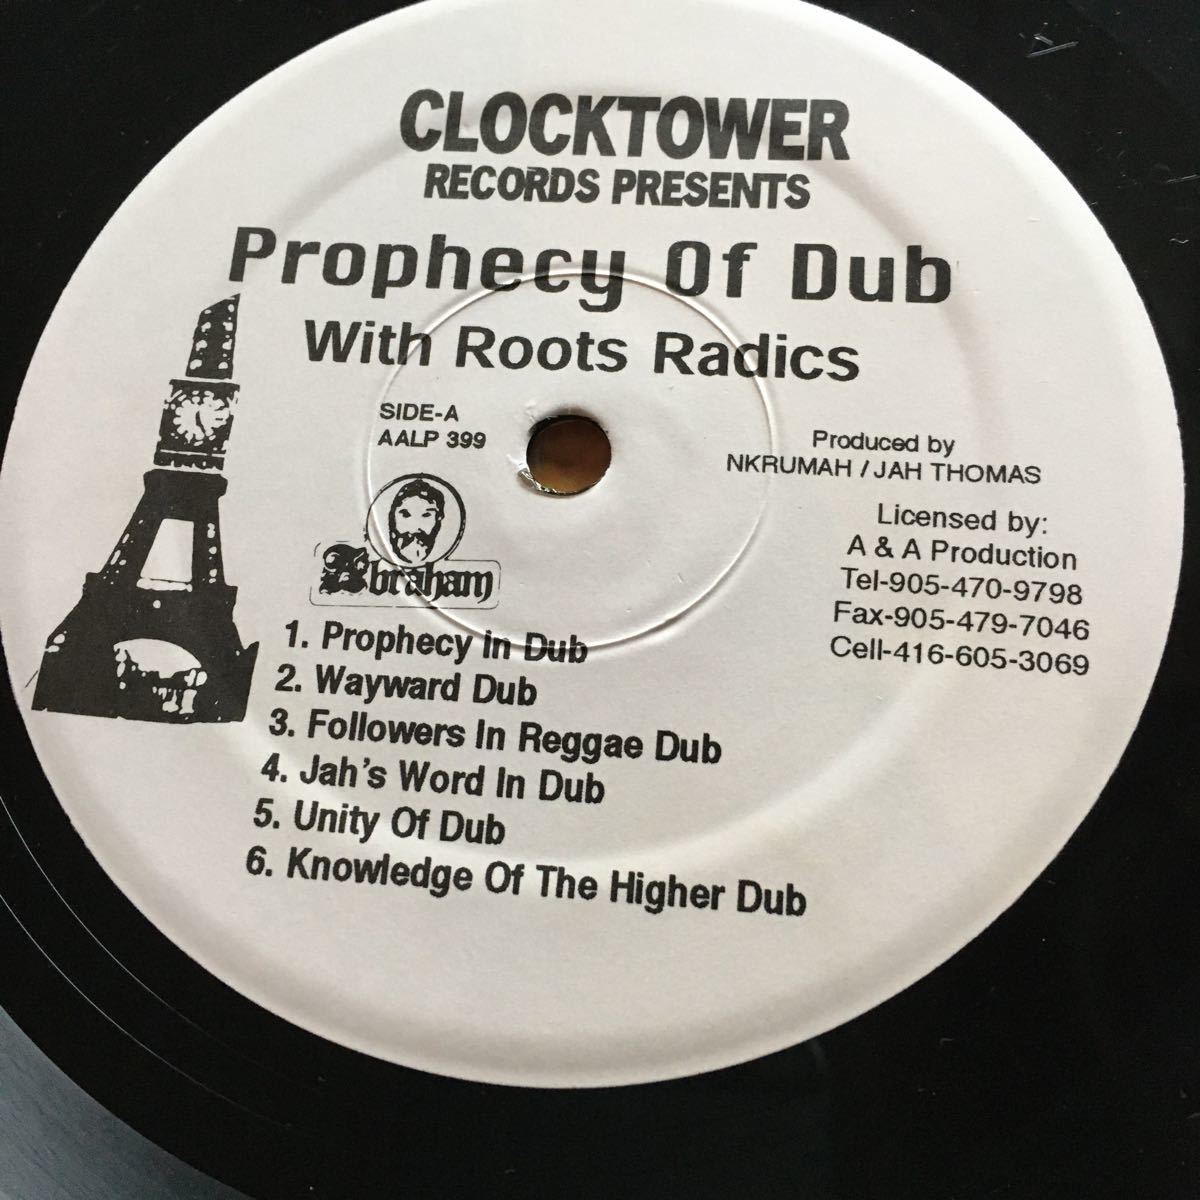 CLOCKTOWER
RECORDS PRESENTS
Prophecy Of Dub
With Roots Radics
SIDE-A
AALP 399
Produced by
NKRUMAH / JAH THOMAS
Licensed by:
A & A Production
Tel-905-470-9798
Fax-905-479-7046
Cell-416-605-3069
Abraham
1. Prophecy in Dub
2. Wayward Dub
3. Followers In Reggae Dub
4. Jah's Word In Dub
5. Unity Of Dub
6. Knowledge Of The Higher Dub